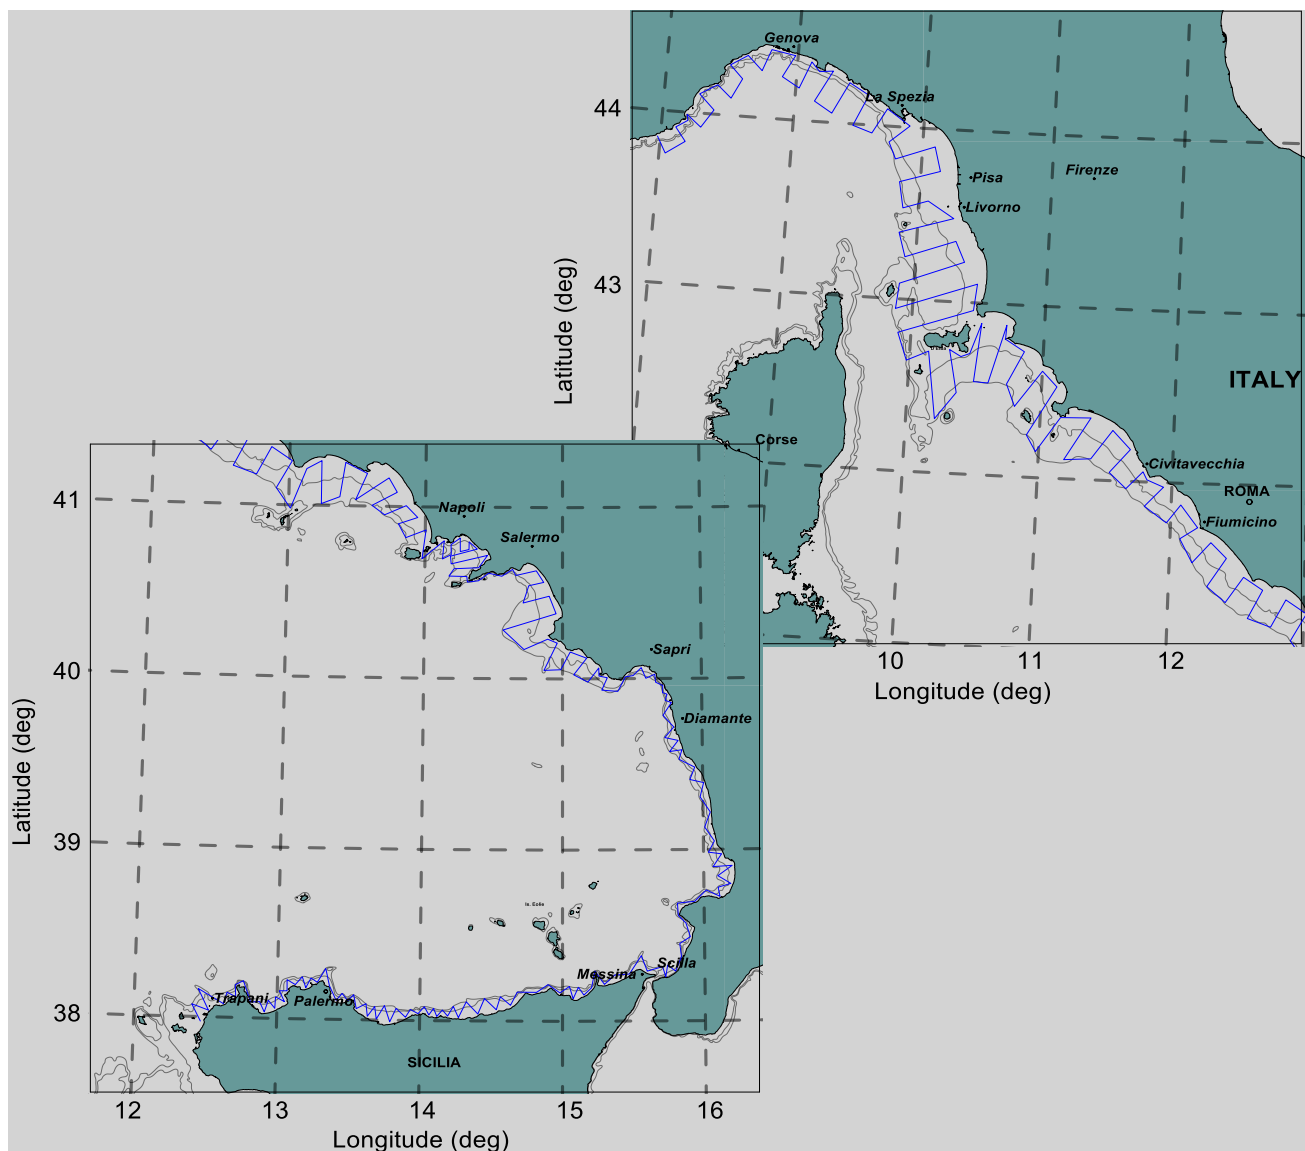 Genova
44
La Spezia
Pisa
Firenze
Livorno
43
Latitude (deg)
ITALY
Corse
Civitavecchia
ROMA
Fiumicino
10
11
12
Longitude (deg)
41
Napoli
Salermo
40
Sapri
Diamante
Latitude (deg)
39
Is. Eolie
Messina
Scilla
Trapani
Palermo
38
SICILIA
12
13
14
15
16
Longitude (deg)